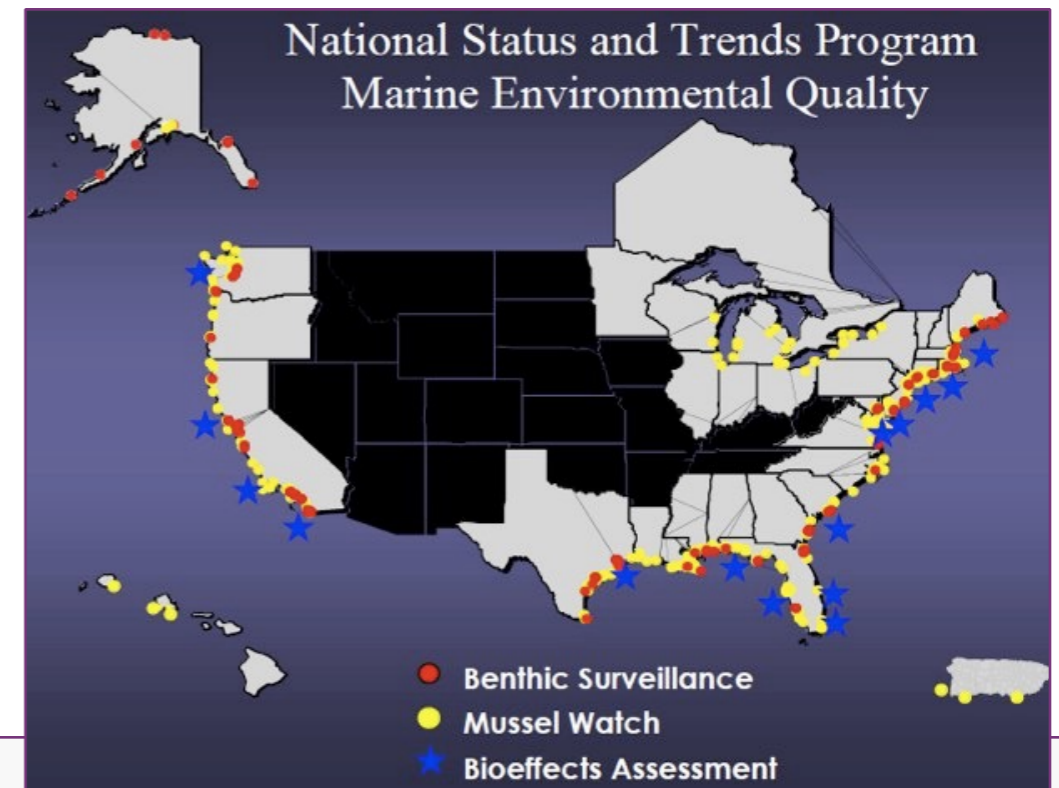 National Status and Trends Program
Marine Environmental Quality
Benthic Surveillance
Mussel Watch
Bioeffects Assessment